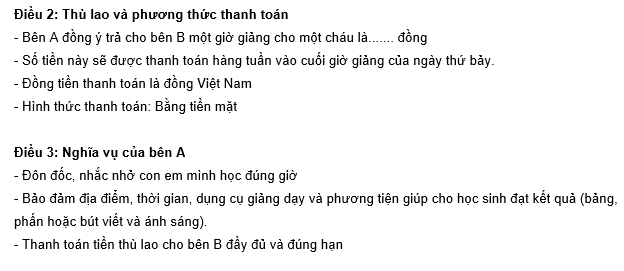 Điều 2: Thù lao và phương thức thanh toán
- Bên A đồng ý trả cho bên B một giờ giảng cho một cháu là....... đồng
- Số tiền này sẽ được thanh toán hàng tuần vào cuối giờ giảng của ngày thứ bảy.
- Đồng tiền thanh toán là đồng Việt Nam
- Hình thức thanh toán: Bằng tiền mặt
Điều 3: Nghĩa vụ của bên A
- Đôn đốc, nhắc nhở con em mình học đúng giờ
- Bảo đảm địa điểm, thời gian, dụng cụ giảng dạy và phương tiện giúp cho học sinh đạt kết quả (bảng,
phấn hoặc bút viết và ánh sáng).
- Thanh toán tiền thù lao cho bên B đầy đủ và đúng hạn